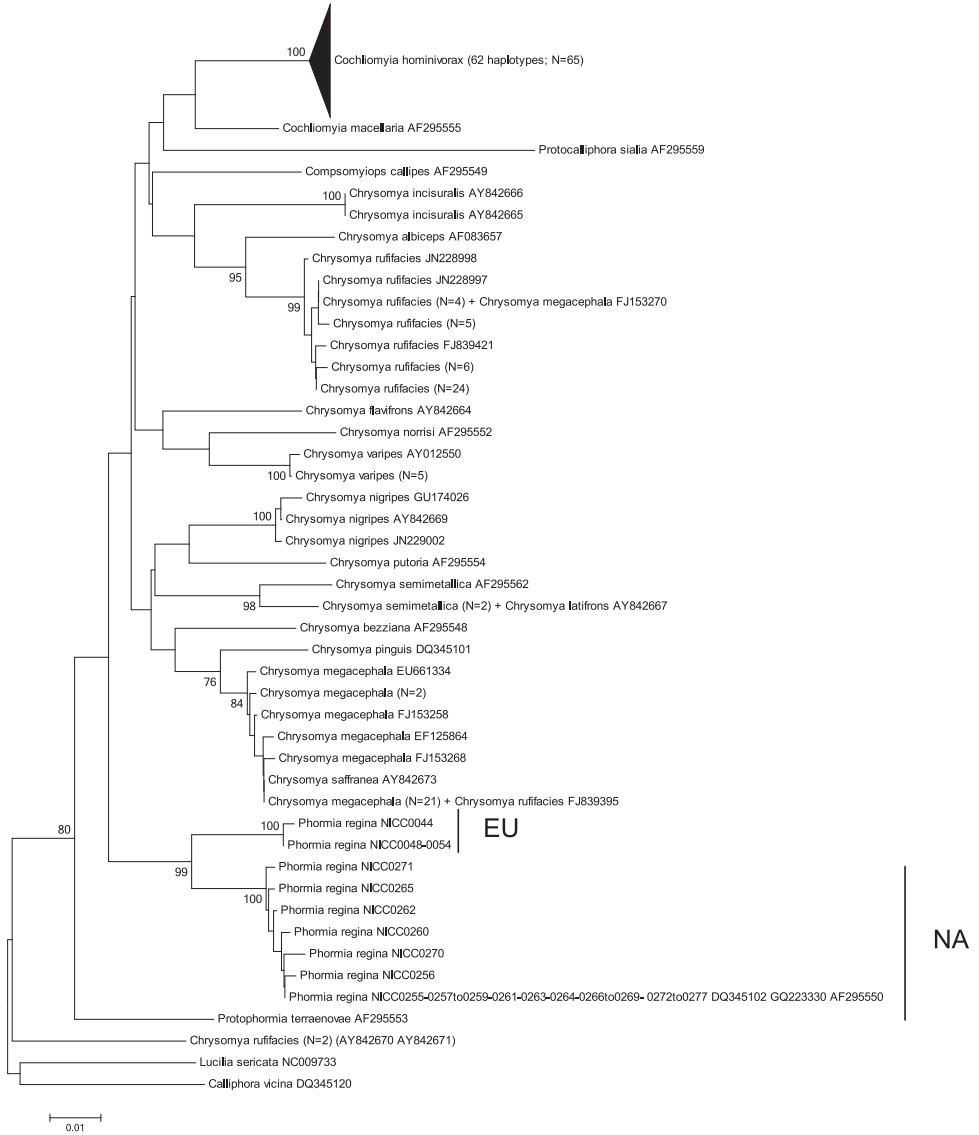 100
Cochliomyia hominivorax (62 haplotypes; N=65)
Cochliomyia macellaria AF295555
Protocalliphora sialia AF295559
Compsomyiops callipes AF295549
100
Chrysomya incisuralis AY842666
Chrysomya incisuralis AY842665
Chrysomya albiceps AF083657
95
Chrysomya rufifacies JN228998
Chrysomya rufifacies JN228997
99
Chrysomya rufifacies (N=4) + Chrysomya megacephala FJ153270
Chrysomya rufifacies (N=5)
Chrysomya rufifacies FJ839421
Chrysomya rufifacies (N=6)
Chrysomya rufifacies (N=24)
Chrysomya flavifrons AY842664
Chrysomya norrisi AF295552
Chrysomya varipes AY012550
100
Chrysomya varipes (N=5)
Chrysomya nigripes GU174026
100
Chrysomya nigripes AY842669
Chrysomya nigripes JN229002
Chrysomya putoria AF295554
Chrysomya semimetallica AF295562
98
Chrysomya semimetallica (N=2) + Chrysomya latifrons AY842667
Chrysomya bezziana AF295548
Chrysomya pinguis DQ345101
76
Chrysomya megacephala EU661334
84
Chrysomya megacephala (N=2)
Chrysomya megacephala FJ153258
Chrysomya megacephala EF125864
Chrysomya megacephala FJ153268
Chrysomya saffranea AY842673
Chrysomya megacephala (N=21) + Chrysomya rufifacies FJ839395
80
100
Phormia regina NICC0044
Phormia regina NICC0048-0054
EU
99
Phormia regina NICC0271
100
Phormia regina NICC0265
Phormia regina NICC0262
Phormia regina NICC0260
Phormia regina NICC0270
Phormia regina NICC0256
Phormia regina NICC0255-0257to0259-0261-0263-0264-0266to0269- 0272to0277 DQ345102 GQ223330 AF295550
NA
Protophormia terraenovae AF295553
Chrysomya rufifacies (N=2) (AY842670 AY842671)
Lucilia sericata NC009733
Calliphora vicina DQ345120
0.01